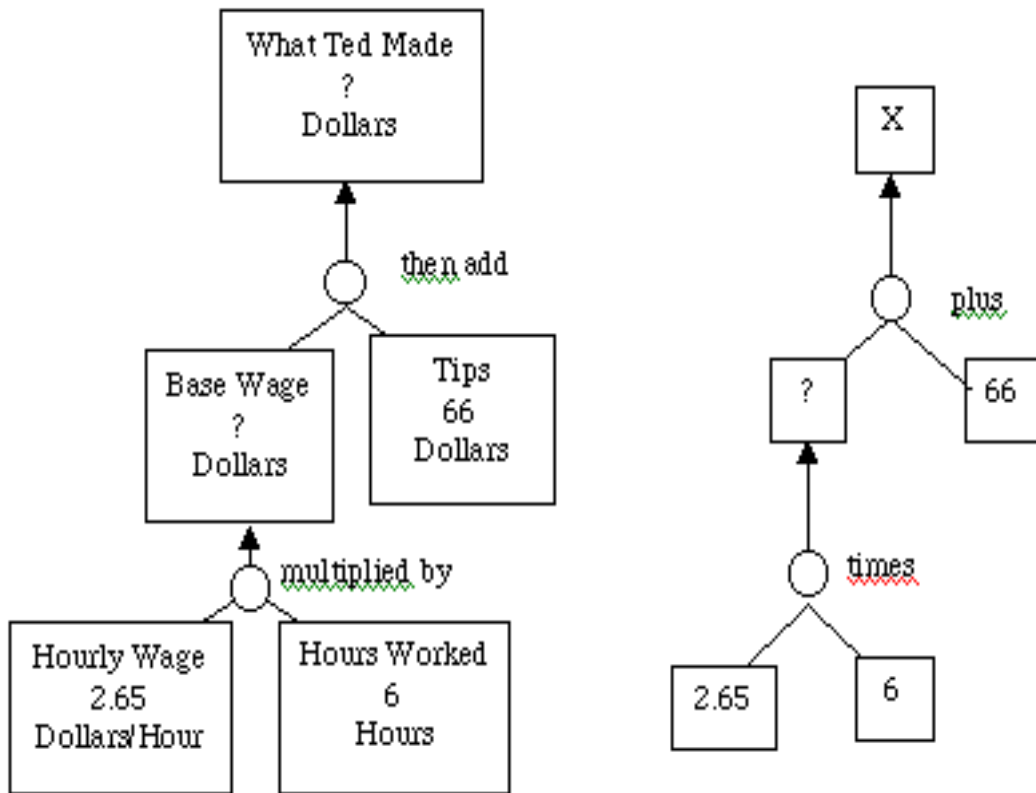 What Ted Made
?
Dollars
then add
Base Wage
?
Dollars
Tips
66
Dollars
multiplied by
Hourly Wage
2.65
Dollars/Hour
Hours Worked
6
Hours
X
plus
?
66
times
2.65
6